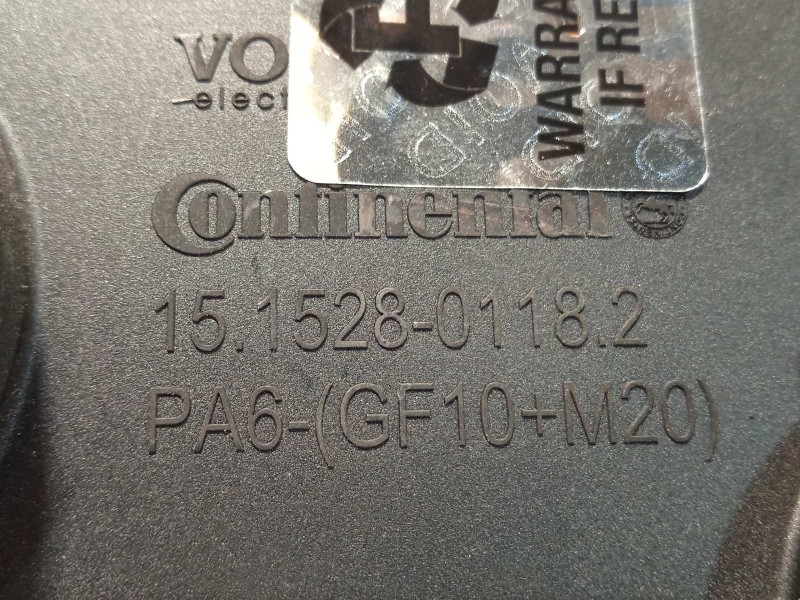 VO
elect
WARRA
IF RE
Continental
15.1528-0118.2
PA6-(GF10+M20)